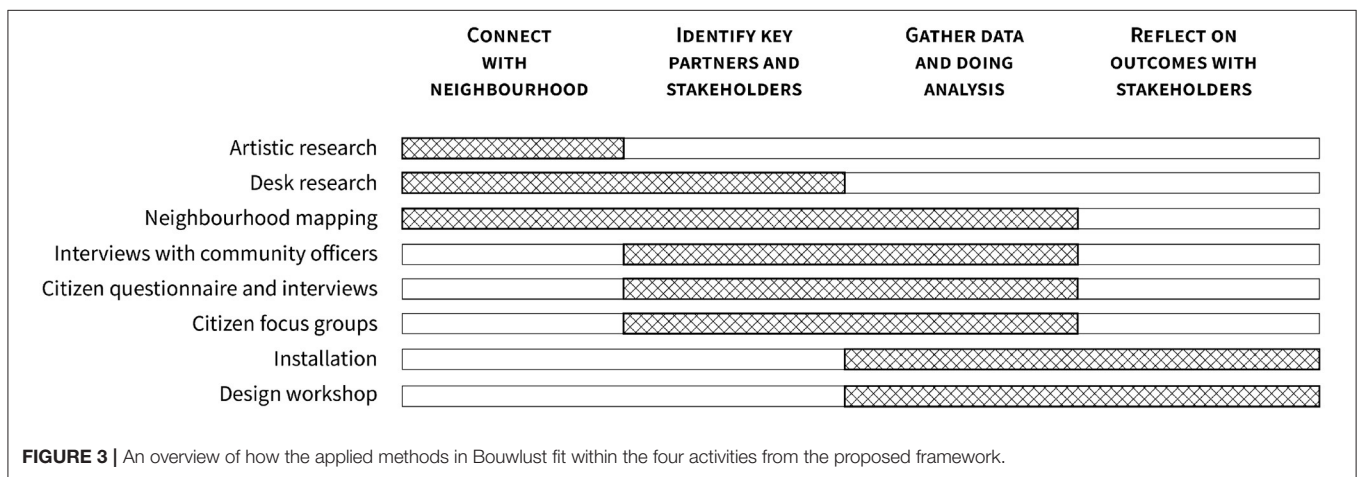 CONNECT
WITH
NEIGHBOURHOOD
IDENTIFY KEY
PARTNERS AND
STAKEHOLDERS
GATHER DATA
AND DOING
ANALYSIS
REFLECT ON
OUTCOMES WITH
STAKEHOLDERS
Artistic research
Desk research
Neighbourhood mapping
Interviews with community officers
Citizen questionnaire and interviews
Citizen focus groups
Installation
Design workshop
FIGURE 3 | An overview of how the applied methods in Bouwlust fit within the four activities from the proposed framework.